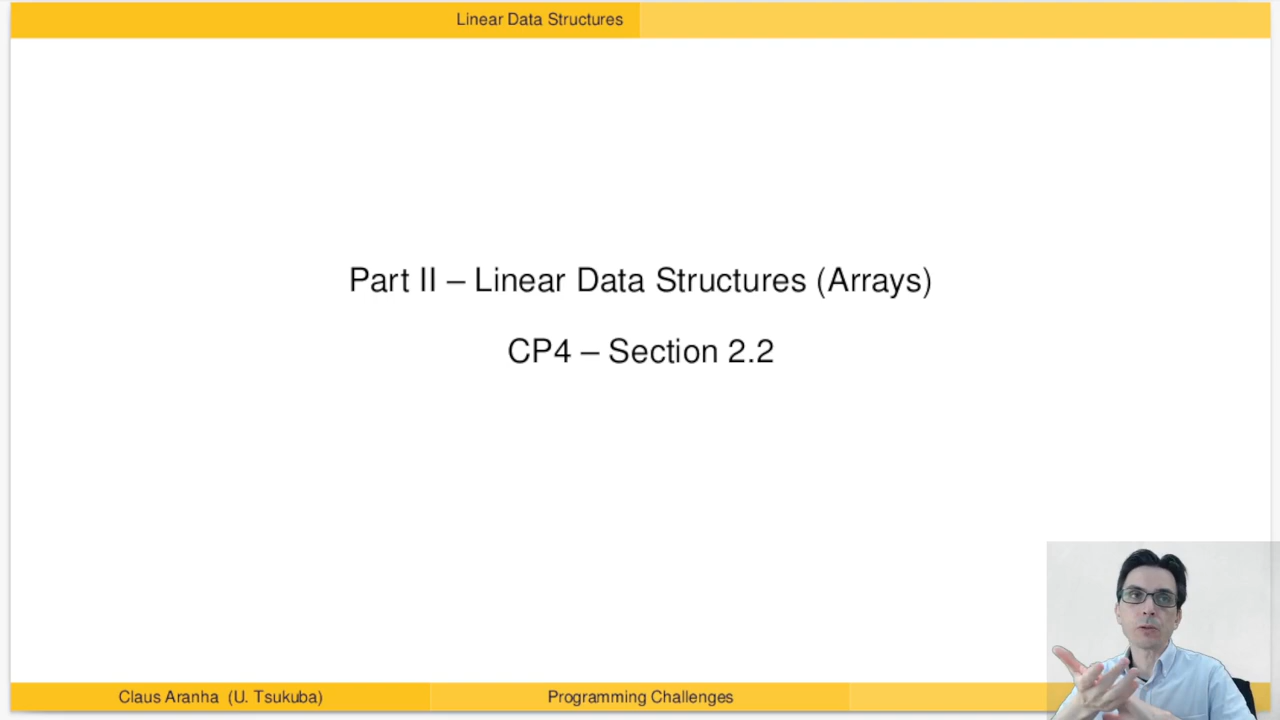 Linear Data Structures
Part II – Linear Data Structures (Arrays)
CP4 – Section 2.2
Claus Aranha (U. Tsukuba)
Programming Challenges